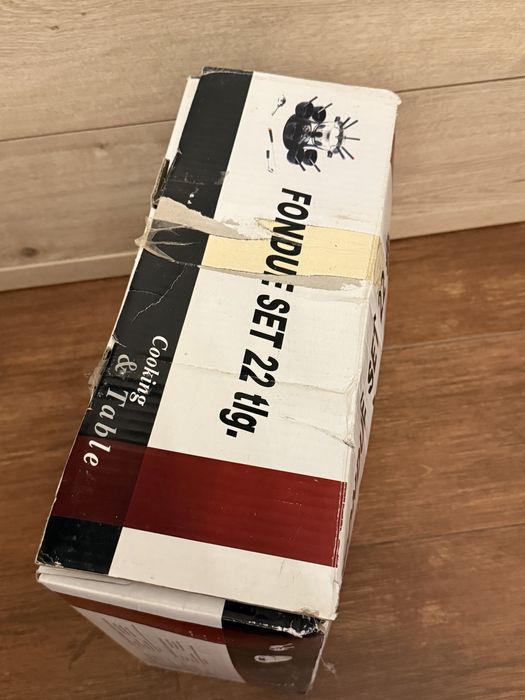 FONDUE SET 22 tlg.
Cooking
& Table